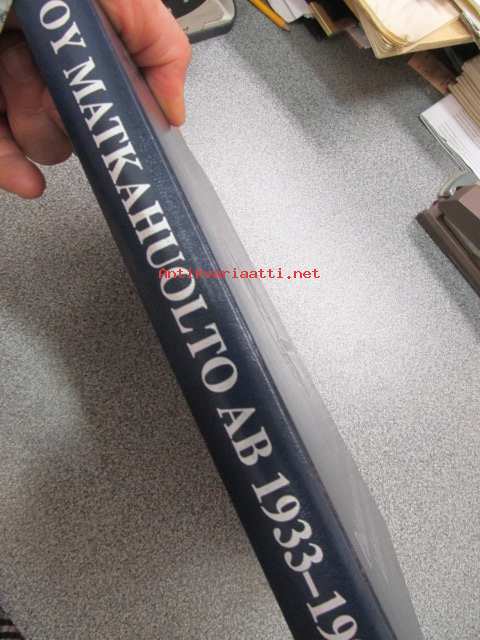 OY MATKAHUOLTO AB 1933–19
Antikvariaatti.net